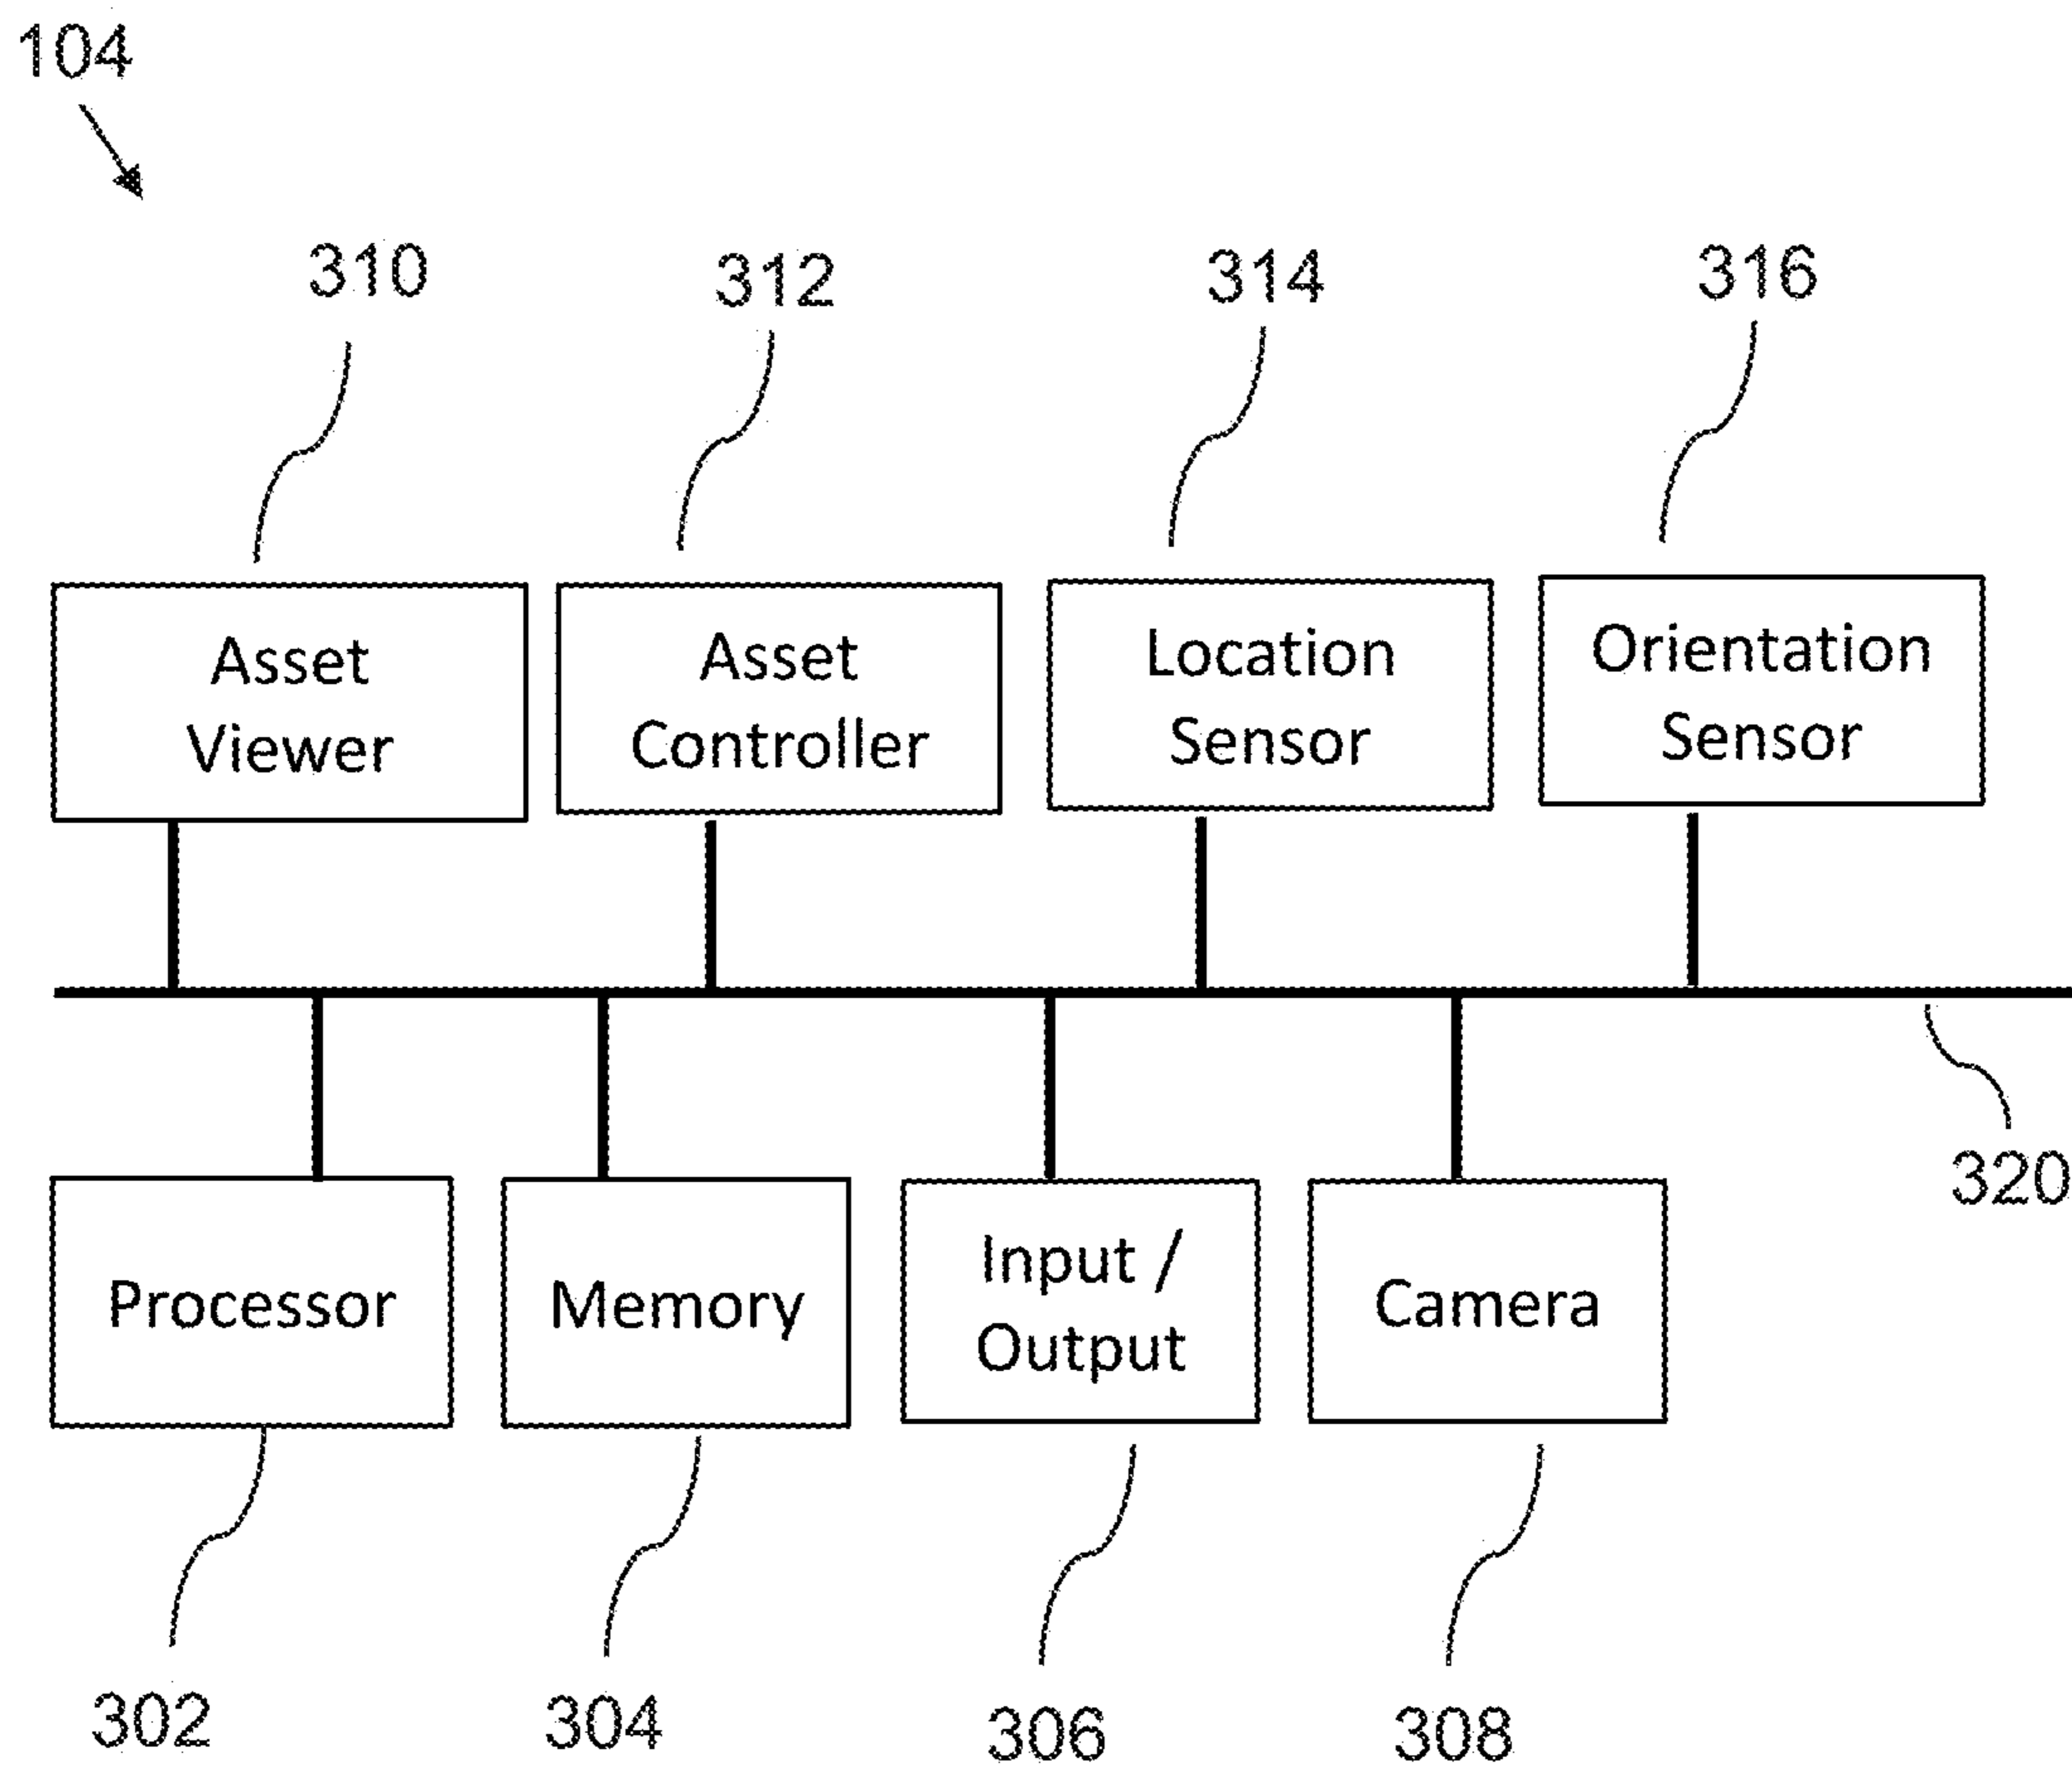 104
310
312
314
316
Asset
Viewer
Asset
Controller
Location
Sensor
Orientation
Sensor
320
Processor
Memory
Input /
Output
Camera
302
304
306
308